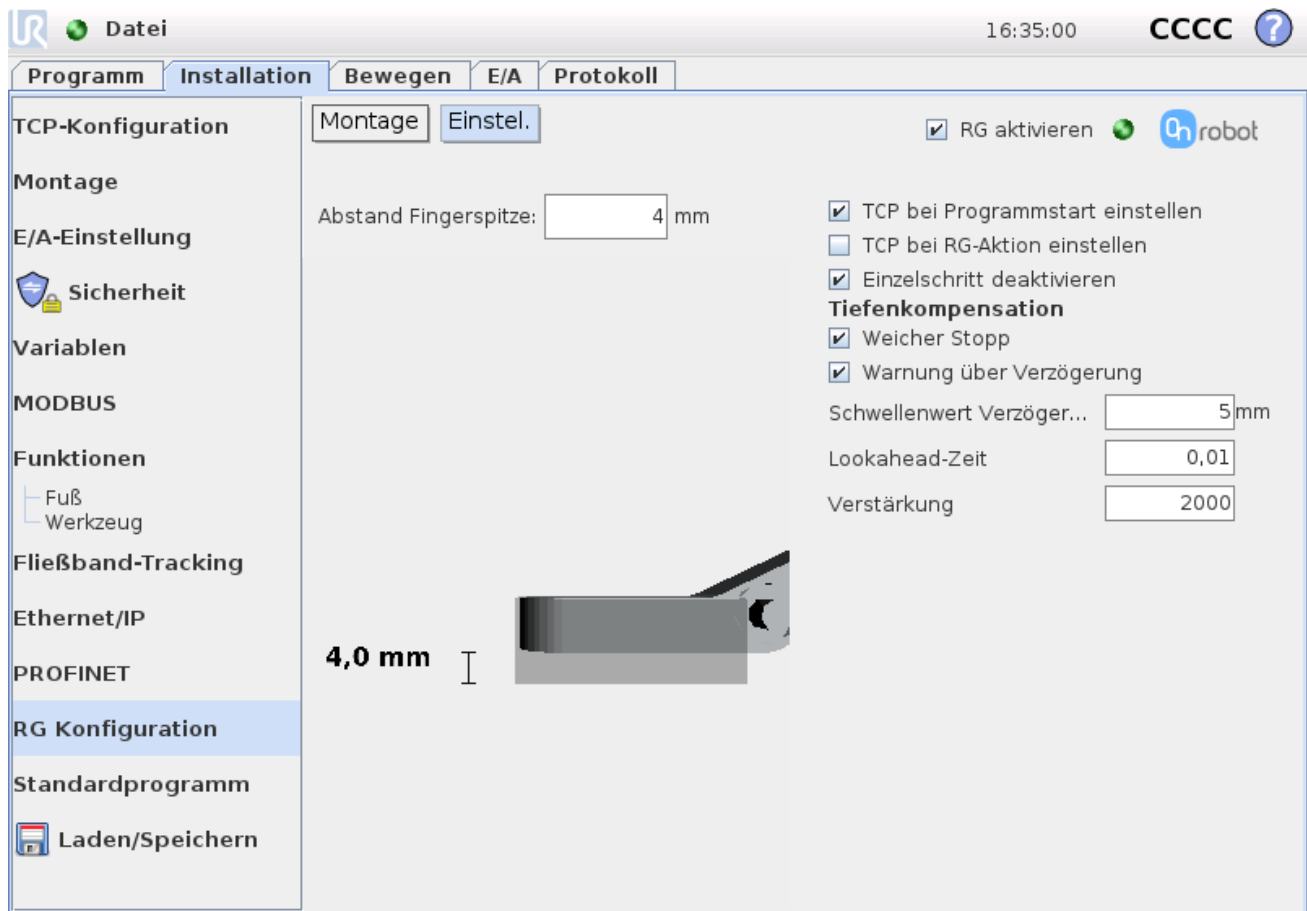 UR Datei 16:35:00 CCCC ?
Programm Installation Bewegen E/A Protokoll
TCP-Konfiguration
Montage
E/A-Einstellung
Sicherheit
Variablen
MODBUS
Funktionen
Fuß
Werkzeug
Fließband-Tracking
Ethernet/IP
PROFINET
RG Konfiguration
Standardprogramm
Laden/Speichern
Montage Einstel.
RG aktivieren
On robot
Abstand Fingerspitze: 4 mm
4,0 mm
TCP bei Programmstart einstellen
TCP bei RG-Aktion einstellen
Einzelschritt deaktivieren
Tiefenkompensation
Weicher Stopp
Warnung über Verzögerung
Schwellenwert Verzöger... 5 mm
Lookahead-Zeit 0,01
Verstärkung 2000